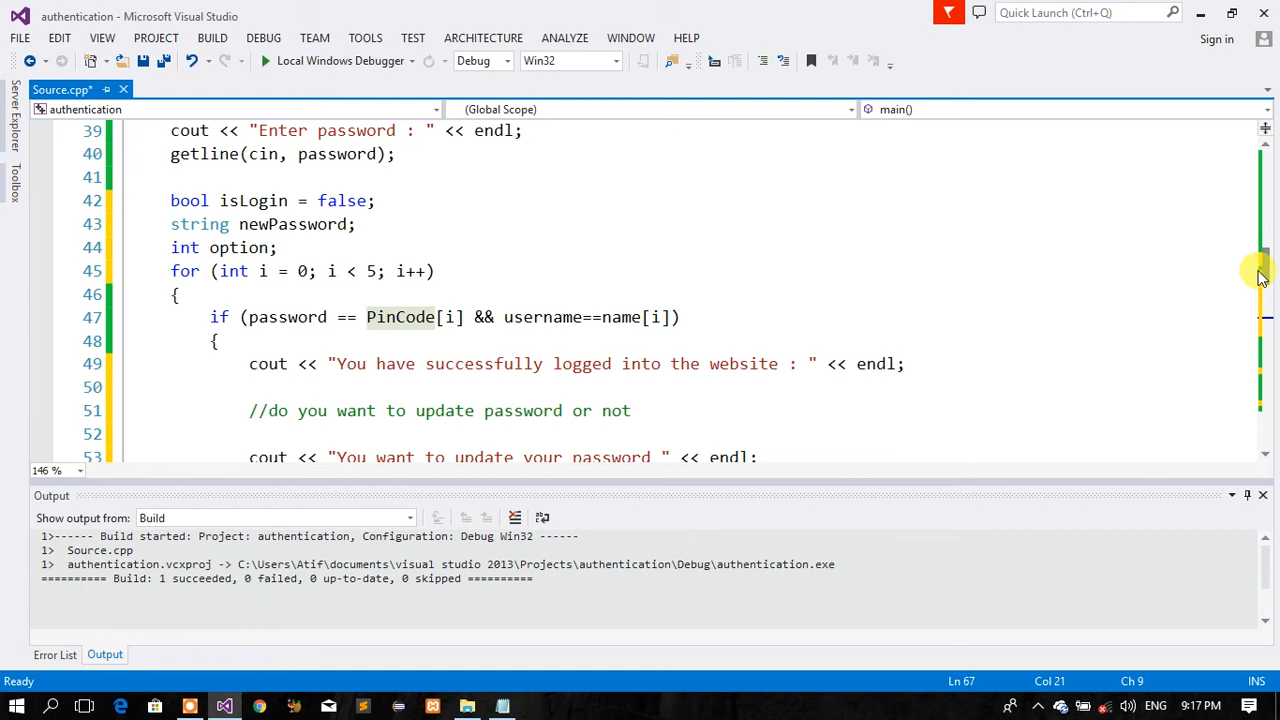 authentication - Microsoft Visual Studio
Quick Launch (Ctrl+Q)
FILE EDIT VIEW PROJECT BUILD DEBUG TEAM TOOLS TEST ARCHITECTURE ANALYZE WINDOW HELP
Sign in
Local Windows Debugger Debug Win32
Source.cpp*
authentication (Global Scope) main()
Server Explorer
Toolbox
39 cout << "Enter password : " << endl;
40 getline(cin, password);
41
42 bool isLogin = false;
43 string newPassword;
44 int option;
45 for (int i = 0; i < 5; i++)
46 {
47 if (password == PinCode[i] && username==name[i])
48 {
49 cout << "You have successfully logged into the website : " << endl;
50
51 //do you want to update password or not
52
53 cout << "You want to update your password " << endl;
146 %
Output
Show output from: Build
1>------ Build started: Project: authentication, Configuration: Debug Win32 ------
1> Source.cpp
1> authentication.vcxproj -> C:\Users\Atif\documents\visual studio 2013\Projects\authentication\Debug\authentication.exe
========== Build: 1 succeeded, 0 failed, 0 up-to-date, 0 skipped ==========
Error List Output
Ready Ln 67 Col 21 Ch 9 INS
9:17 PM